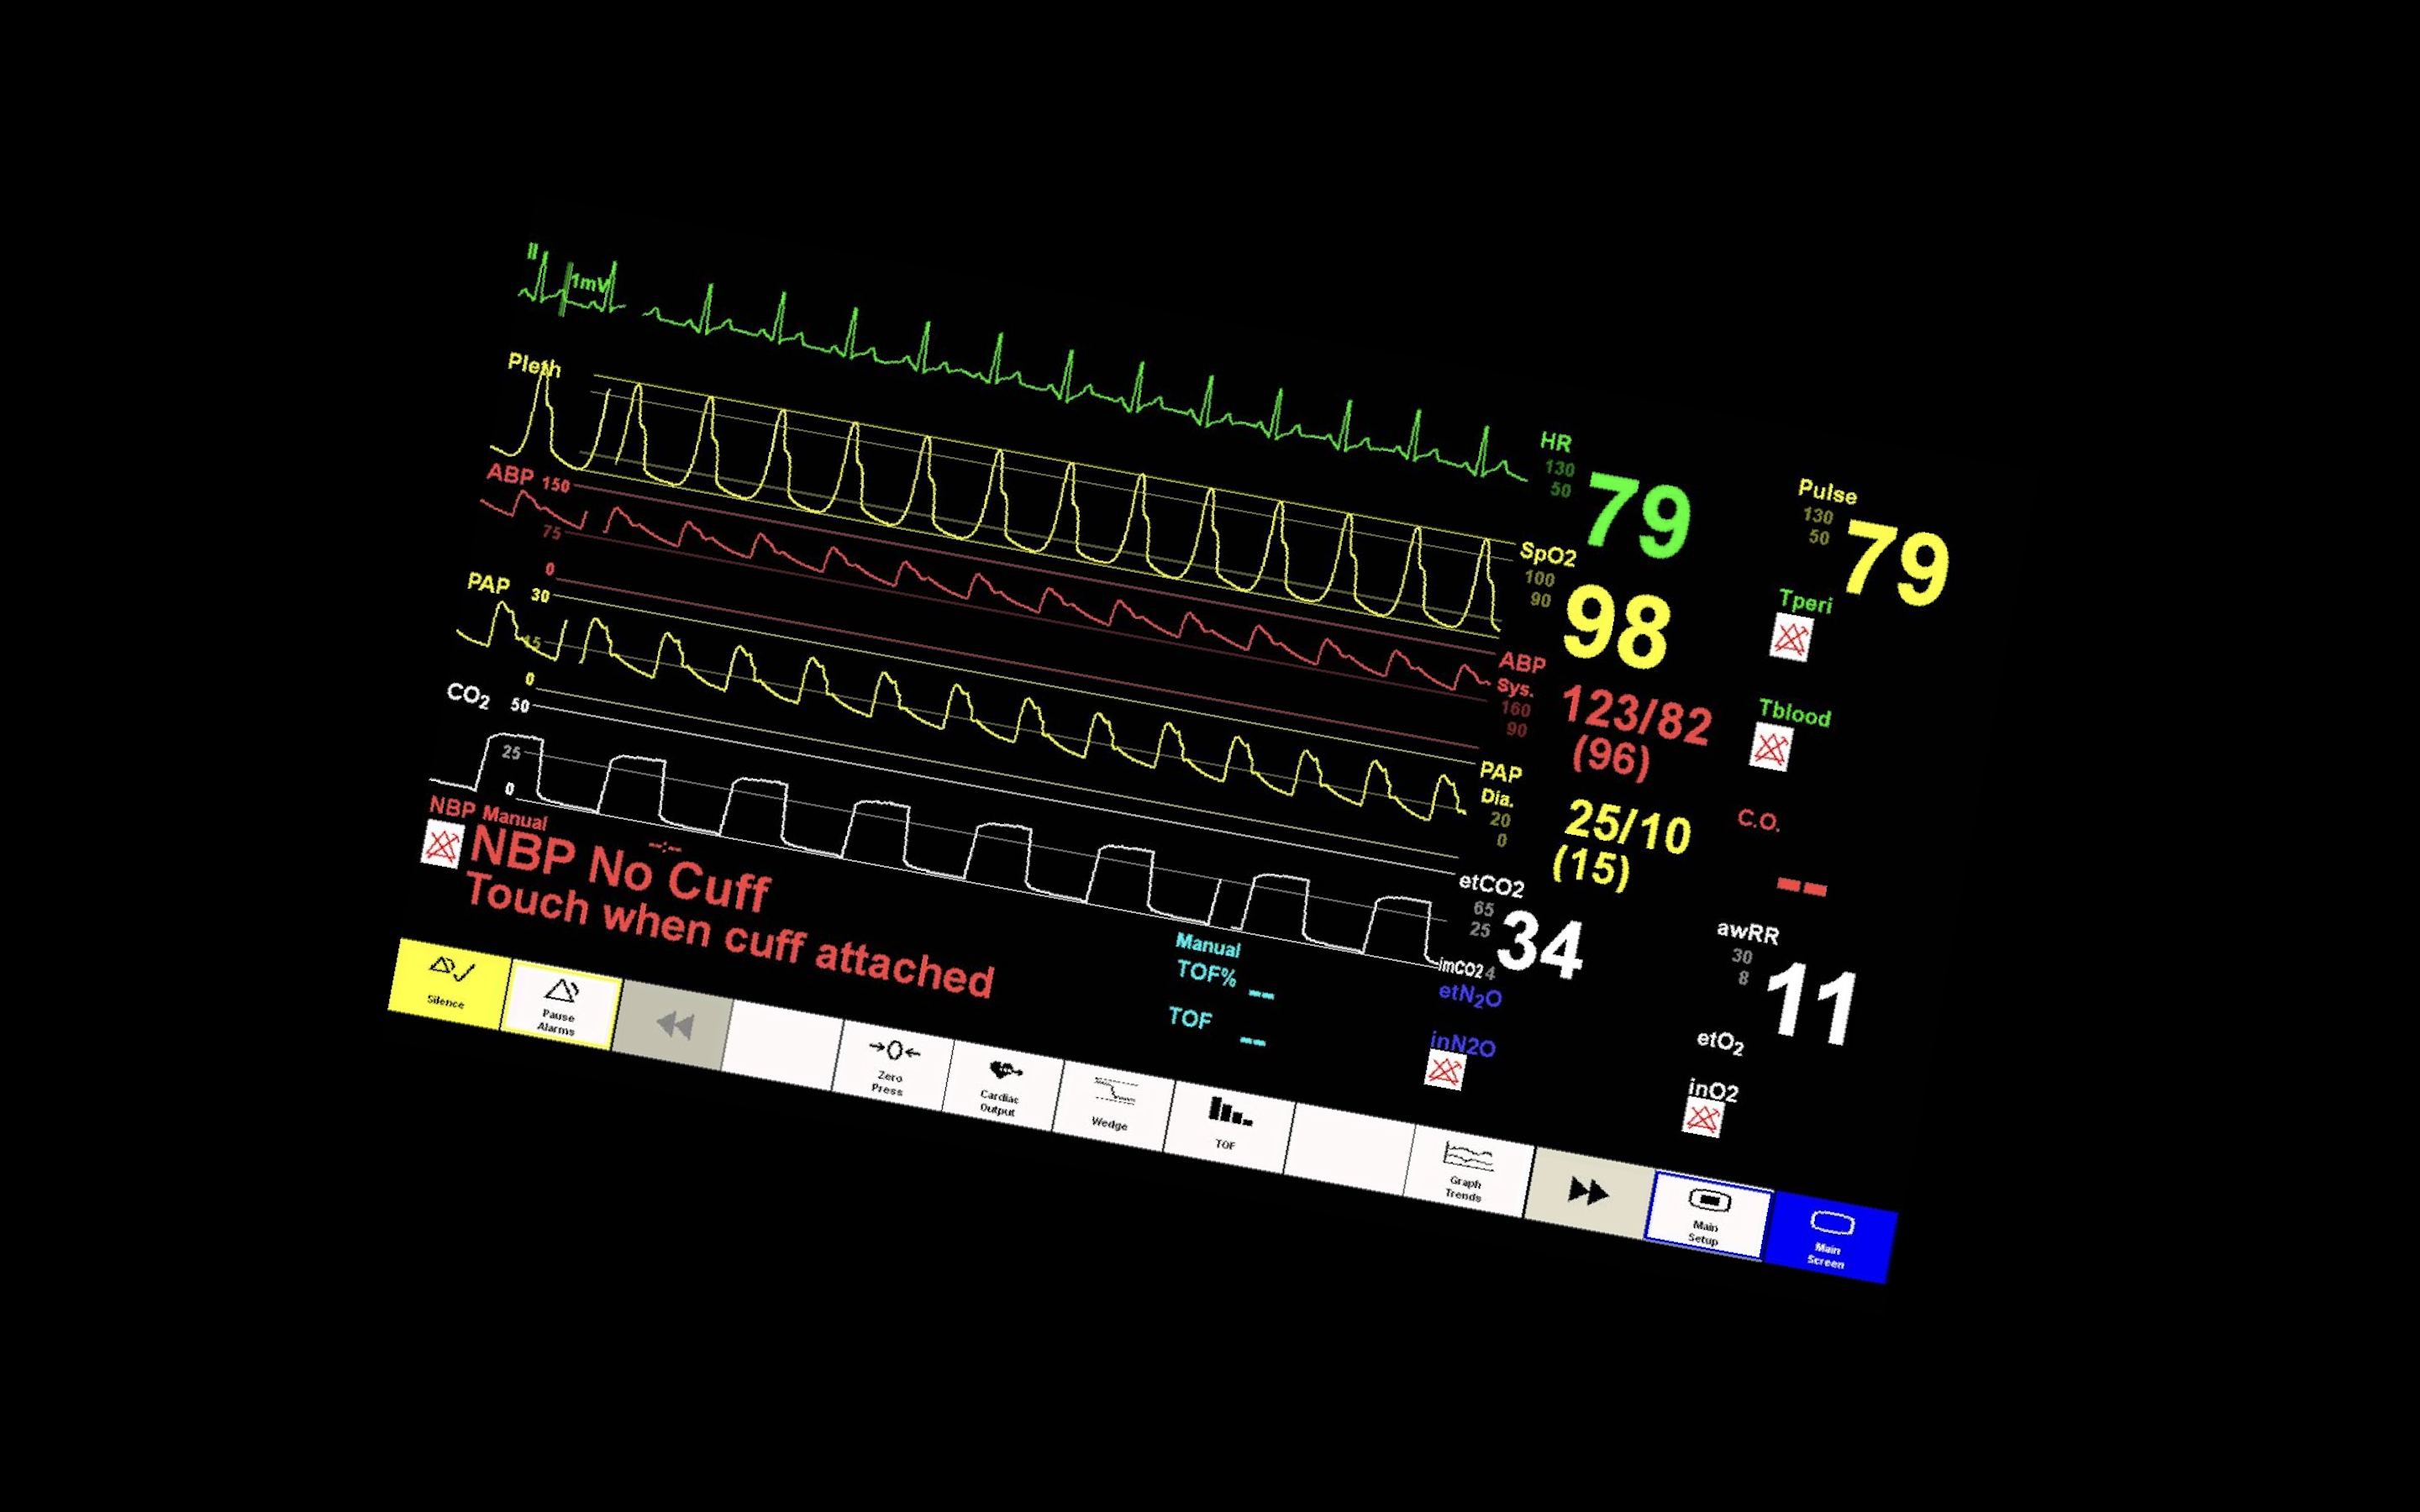 II
1mV
HR
130
50
79
Pulse
130
50
79
Pleth
SpO2
100
90
98
Tperi
ABP 150
75
0
ABP
Sys.
160
90
123/82
(96)
Tblood
PAP 30
15
0
PAP
Dia.
20
0
25/10
(15)
C.O.
--
CO2 50
25
0
etCO2
65
25
34
imCO2 4
awRR
30
8
11
NBP Manual
--:--
NBP No Cuff
Touch when cuff attached
Manual
TOF% --
TOF --
etN2O
inN2O
etO2
inO2
Silence
Pause
Alarms
Zero
Press
Cardiac
Output
Wedge
TOF
Graph
Trends
Main
Setup
Main
Screen